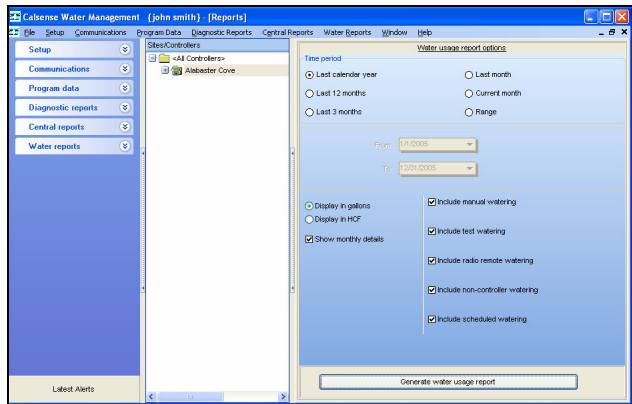 Calsense Water Management {john smith} - [Reports]
File Setup Communications Program Data Diagnostic Reports Central Reports Water Reports Window Help
Setup
Communications
Program data
Diagnostic reports
Central reports
Water reports
Latest Alerts
Sites/Controllers
<All Controllers>
Alabaster Cove
Water usage report options
Time period
Last calendar year
Last month
Last 12 months
Current month
Last 3 months
Range
From 1/1/2005
To 12/31/2005
Display in gallons
Display in HCF
Show monthly details
Include manual watering
Include test watering
Include radio remote watering
Include non-controller watering
Include scheduled watering
Generate water usage report